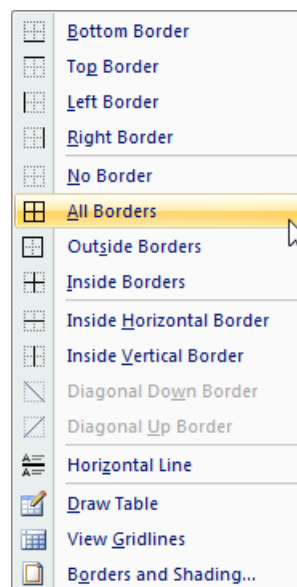 Bottom Border
Top Border
Left Border
Right Border
No Border
All Borders
Outside Borders
Inside Borders
Inside Horizontal Border
Inside Vertical Border
Diagonal Down Border
Diagonal Up Border
Horizontal Line
Draw Table
View Gridlines
Borders and Shading...